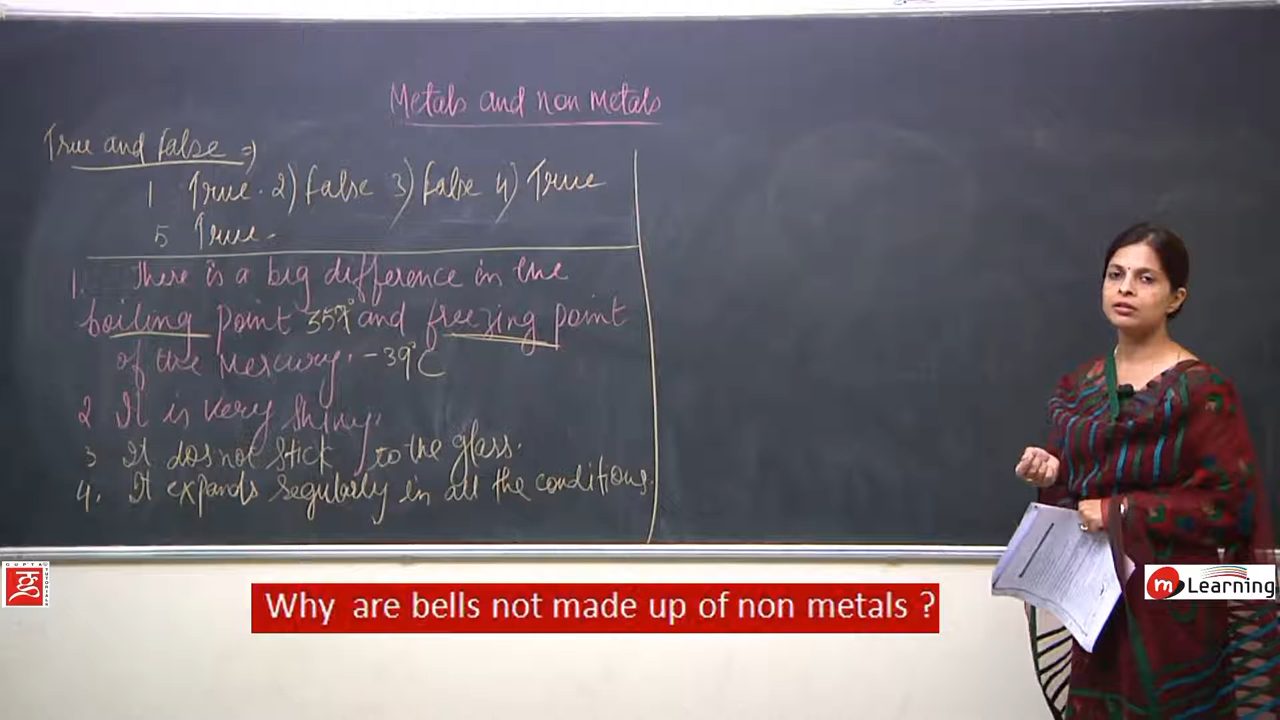 Metals and non Metals
True and false =>
1 True. 2) false 3) false 4) True
5 True.
1. There is a big difference in the
boiling point 357° and freezing point
of the Mercury. -39°C
2 It is very shiny.
3 It does not stick to the glass.
4. It expands regularly in all the conditions.
GUPTA TUTORIALS
Why are bells not made up of non metals ?
m Learning